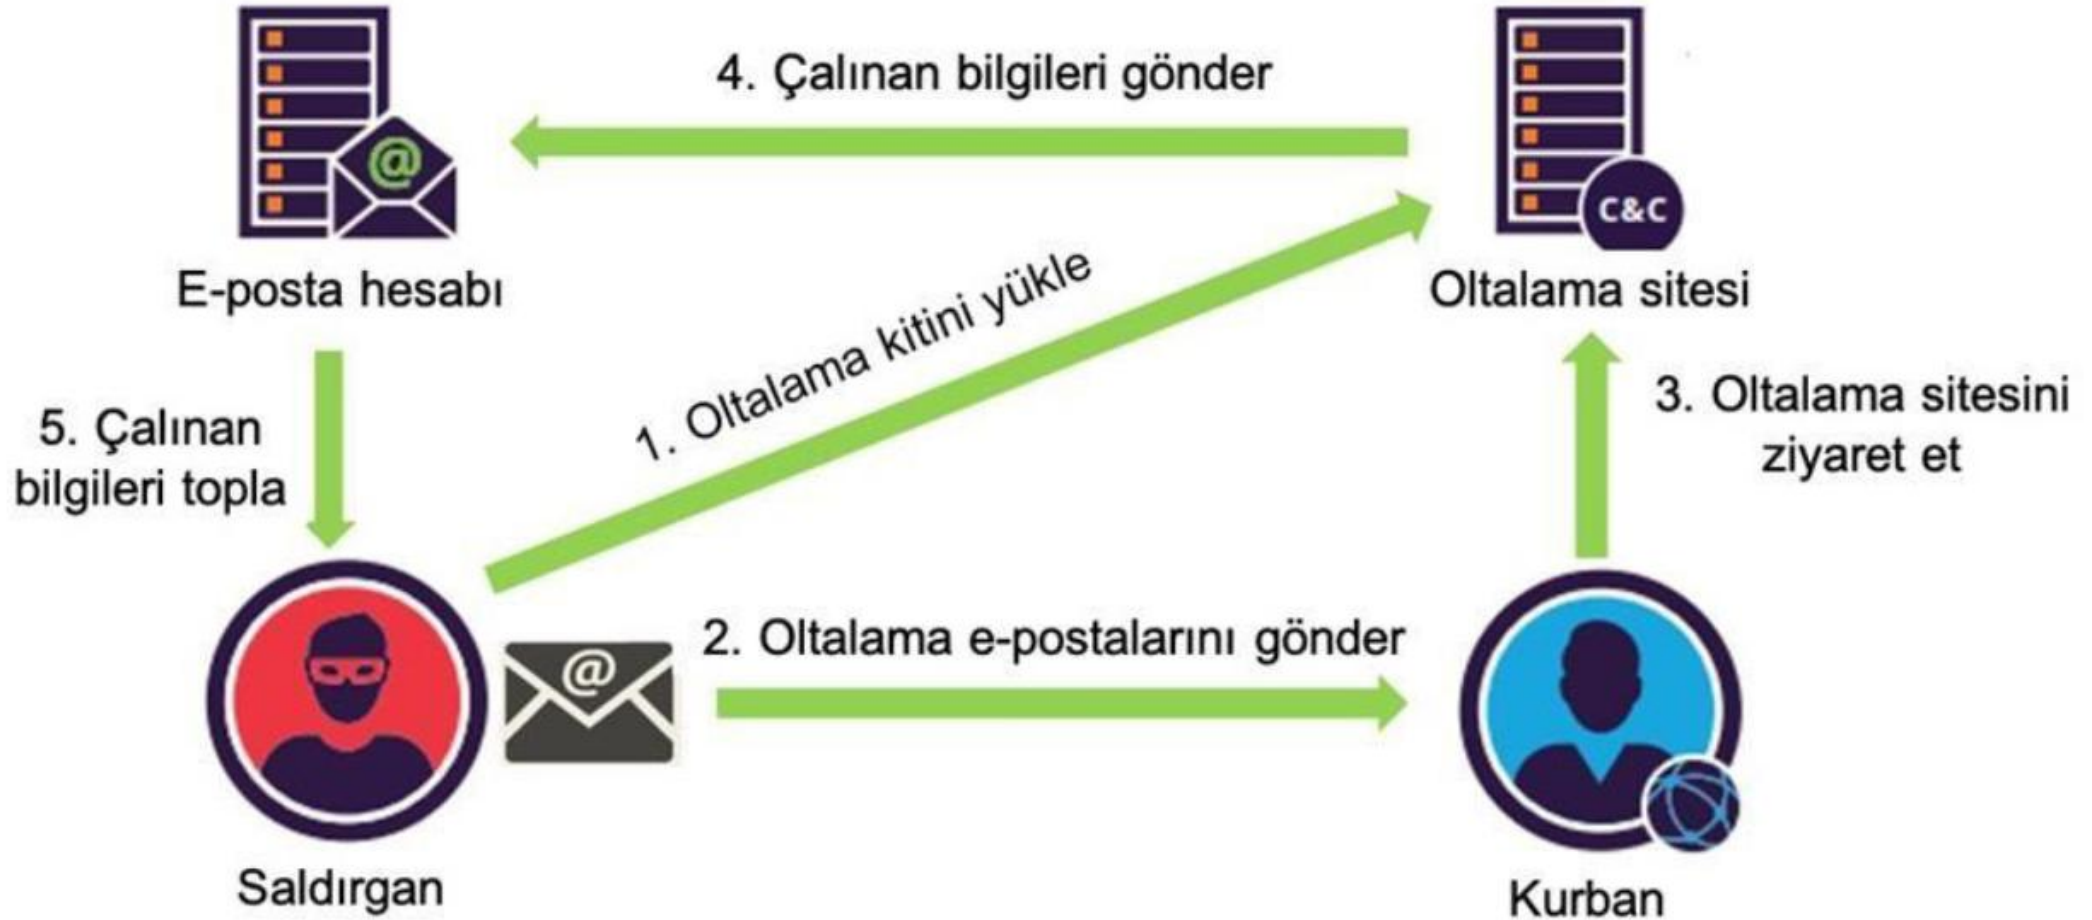 4. Çalınan bilgileri gönder
@
C&C
E-posta hesabı
Oltalama sitesi
1. Oltalama kitini yükle
5. Çalınan
bilgileri topla
3. Oltalama sitesini
ziyaret et
@
2. Oltalama e-postalarını gönder
Saldırgan
Kurban